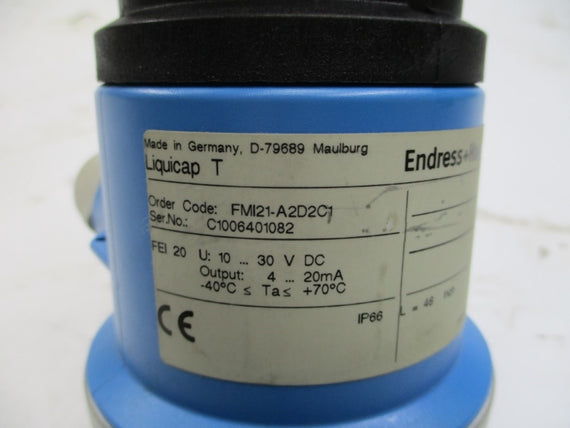 Made in Germany, D-79689 Maulburg
Liquicap T
Endress+H
Order Code: FMI21-A2D2C1
Ser.No.: C1006401082
FEI 20 U: 10 ... 30 V DC
Output: 4 ... 20mA
-40°C ≤ Ta ≤ +70°C
CE
IP66
L = 46